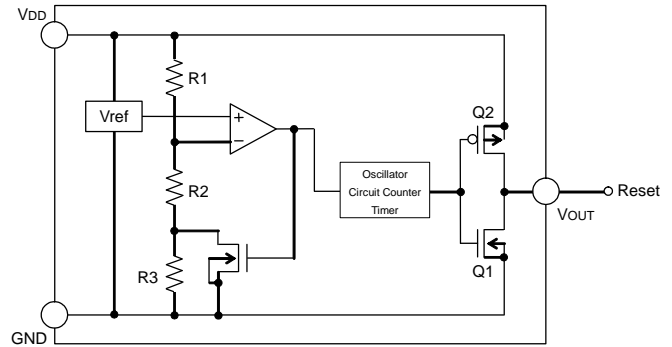 VDD
R1
Vref
+
−
Q2
Oscillator
Circuit Counter
Timer
Reset
VOUT
R2
R3
Q1
GND